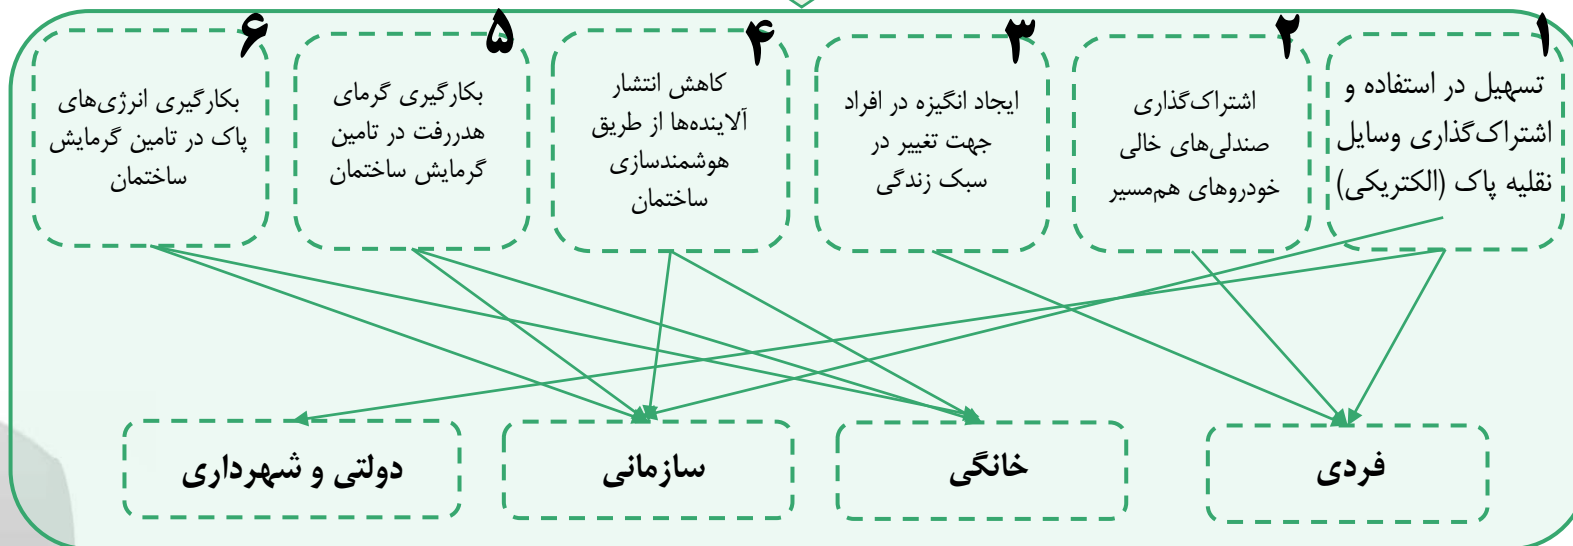 ۱
تسهیل در استفاده و
اشتراک‌گذاری وسایل
نقلیه پاک (الکتریکی)
۲
اشتراک‌گذاری
صندلی‌های خالی
خودروهای هم‌مسیر
۳
ایجاد انگیزه در افراد
جهت تغییر در
سبک زندگی
۴
کاهش انتشار
آلاینده‌ها از طریق
هوشمندسازی
ساختمان
۵
بکارگیری گرمای
هدررفت در تامین
گرمایش ساختمان
۶
بکارگیری انرژی‌های
پاک در تامین گرمایش
ساختمان
فردی
خانگی
سازمانی
دولتی و شهرداری